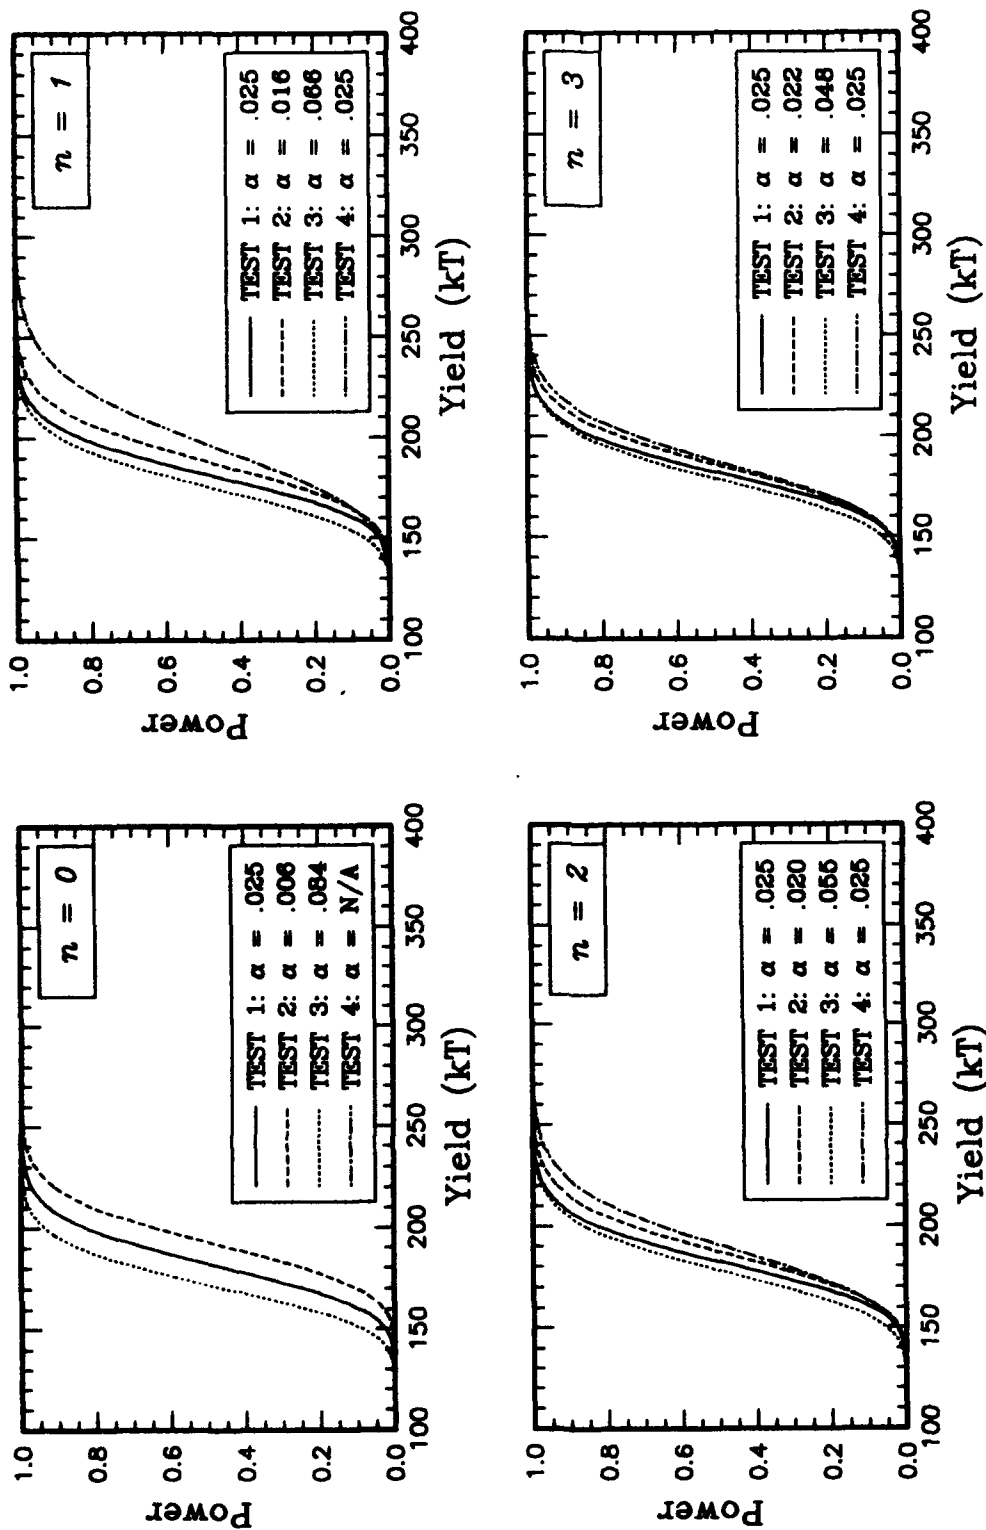 n = 0
Power
1.0
0.8
0.6
0.4
0.2
0.0
TEST 1: α = .025
TEST 2: α = .006
TEST 3: α = .084
TEST 4: α = N/A
100 150 200 250 300 350 400
Yield (kT)
n = 1
Power
1.0
0.8
0.6
0.4
0.2
0.0
TEST 1: α = .025
TEST 2: α = .016
TEST 3: α = .066
TEST 4: α = .025
100 150 200 250 300 350 400
Yield (kT)
n = 2
Power
1.0
0.8
0.6
0.4
0.2
0.0
TEST 1: α = .025
TEST 2: α = .020
TEST 3: α = .055
TEST 4: α = .025
100 150 200 250 300 350 400
Yield (kT)
n = 3
Power
1.0
0.8
0.6
0.4
0.2
0.0
TEST 1: α = .025
TEST 2: α = .022
TEST 3: α = .048
TEST 4: α = .025
100 150 200 250 300 350 400
Yield (kT)